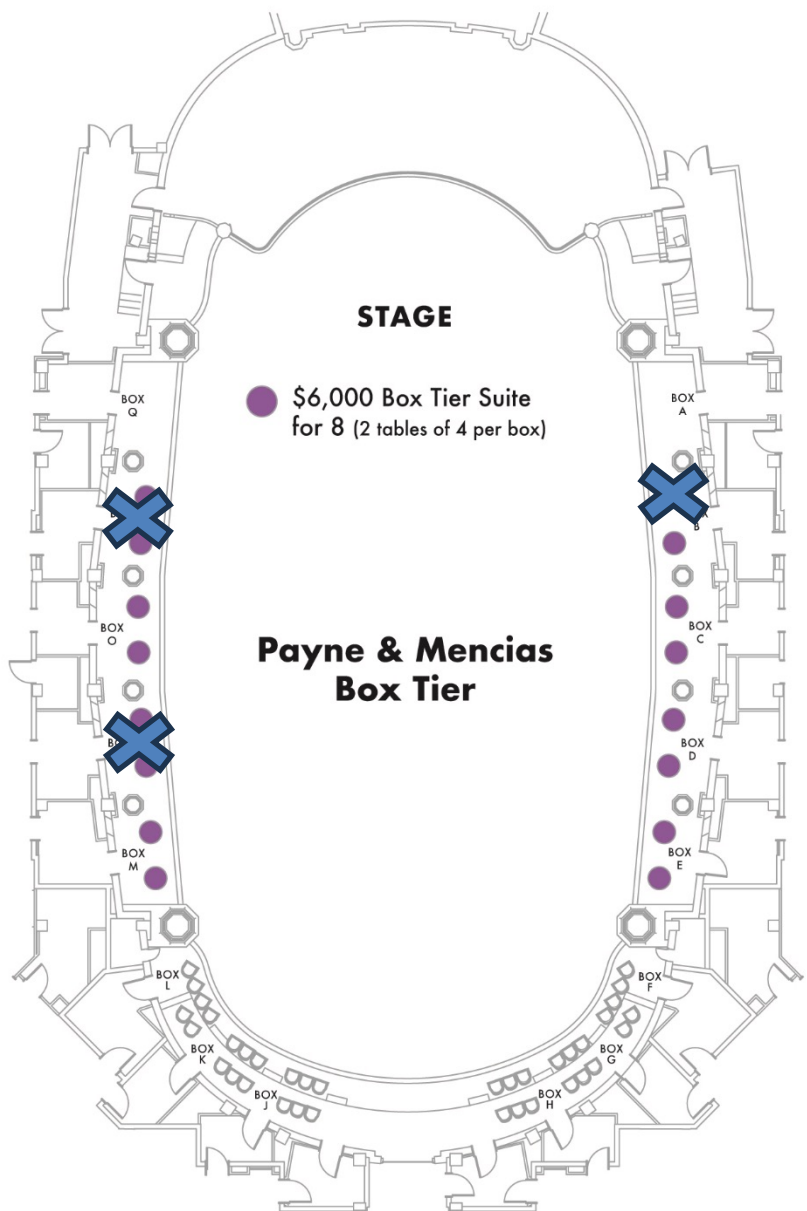 STAGE
$6,000 Box Tier Suite
for 8 (2 tables of 4 per box)
BOX
Q
BOX
A
B
BOX
O
BOX
C
Payne & Mencias
Box Tier
BOX
D
BOX
M
BOX
E
BOX
L
BOX
F
BOX
K
BOX
G
BOX
J
BOX
H